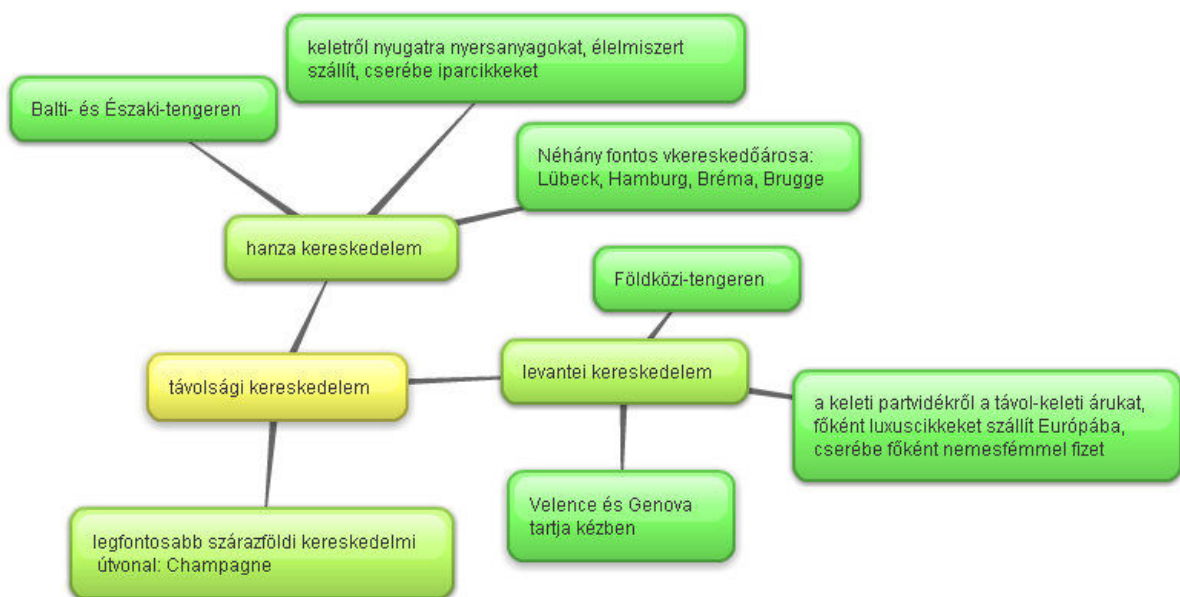 keletről nyugatra nyersanyagokat, élelmiszert
szállít, cserébe iparcikkeket
Balti- és Északi-tengeren
Néhány fontos vkereskedőárosa:
Lübeck, Hamburg, Bréma, Brugge
hanza kereskedelem
Földközi-tengeren
levantei kereskedelem
távolsági kereskedelem
a keleti partvidékről a távol-keleti árukat,
főként luxuscikkeket szállít Európába,
cserébe főként nemesfémmel fizet
Velence és Genova
tartja kézben
legfontosabb szárazföldi kereskedelmi
útvonal: Champagne